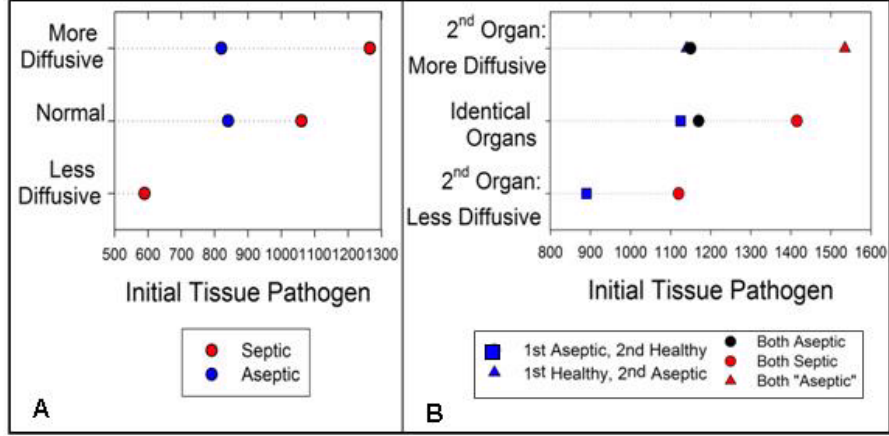 More
Diffusive
Normal
Less
Diffusive
500 600 700 800 900 1000 1100 1200 1300
Initial Tissue Pathogen
Septic
Aseptic
A
2nd Organ:
More Diffusive
Identical
Organs
2nd Organ:
Less Diffusive
800 900 1000 1100 1200 1300 1400 1500 1600
Initial Tissue Pathogen
1st Aseptic, 2nd Healthy
1st Healthy, 2nd Aseptic
Both Aseptic
Both Septic
Both "Aseptic"
B